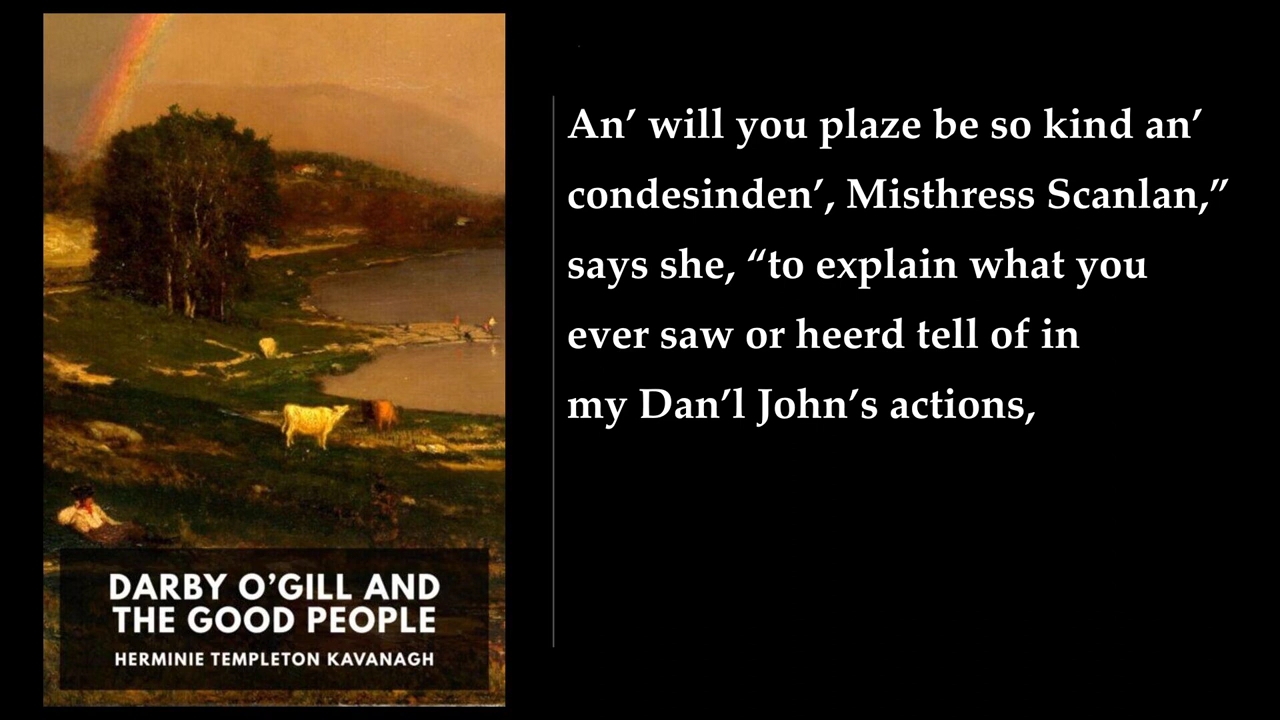 DARBY O’GILL AND
THE GOOD PEOPLE
HERMINIE TEMPLETON KAVANAGH
An’ will you plaze be so kind an’
condesinden’, Misthress Scanlan,”
says she, “to explain what you
ever saw or heerd tell of in
my Dan’l John’s actions,